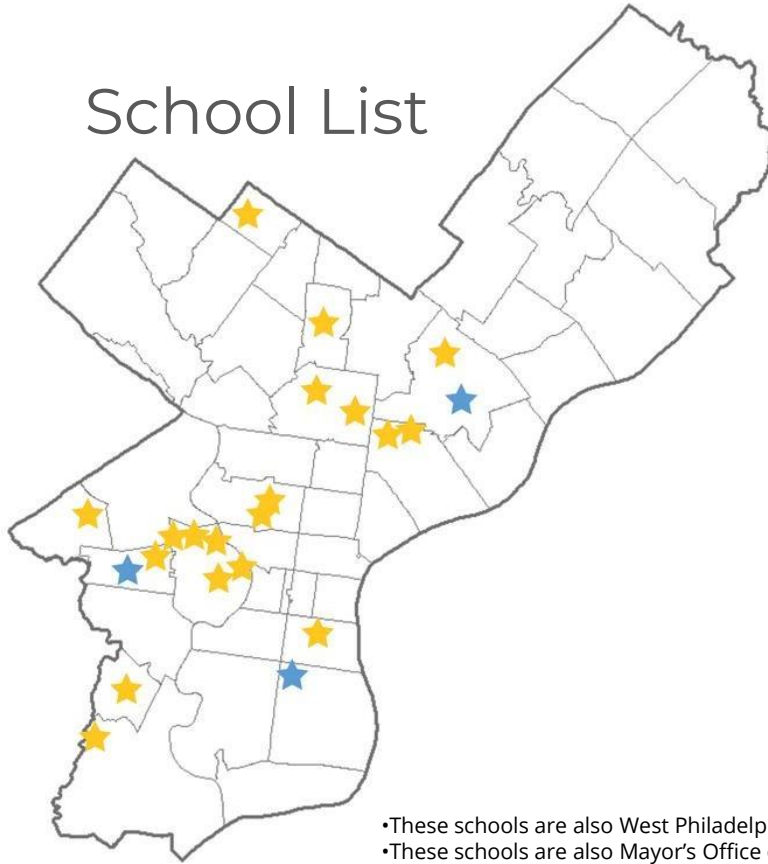 School List
•These schools are also West Philadelp
•These schools are also Mayor's Office